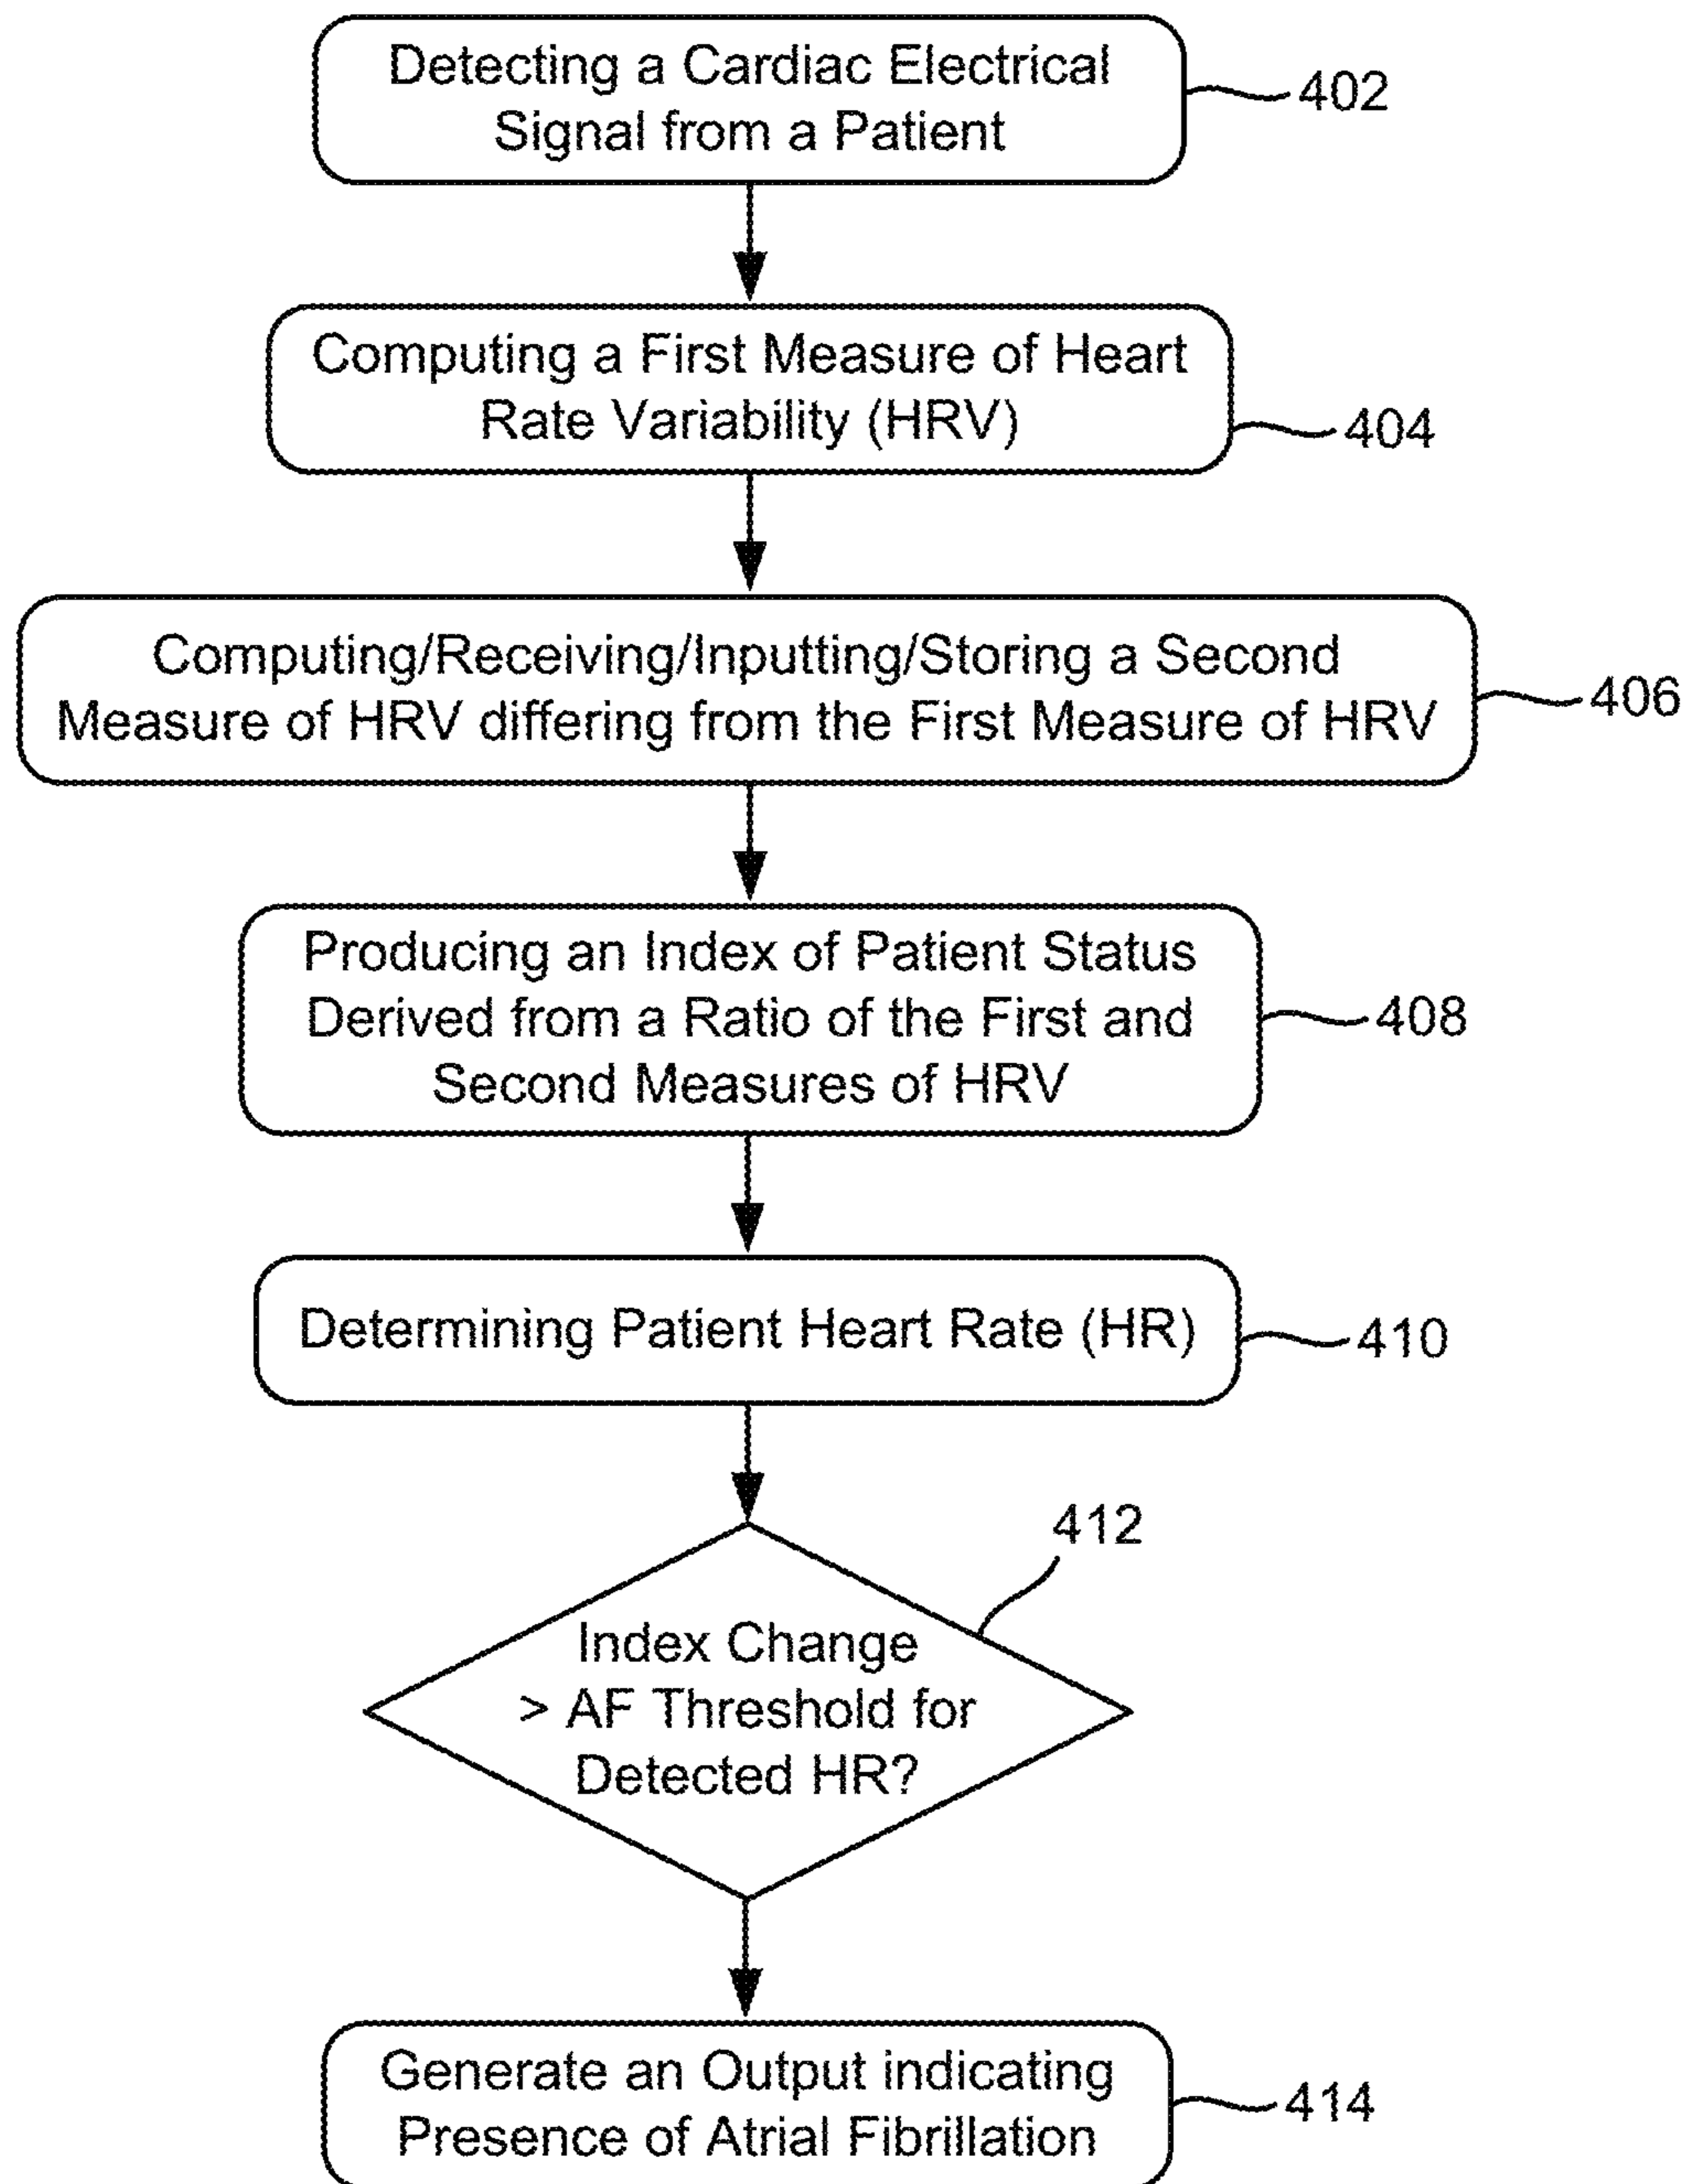 Detecting a Cardiac Electrical
Signal from a Patient
402
Computing a First Measure of Heart
Rate Variability (HRV)
404
Computing/Receiving/Inputting/Storing a Second
Measure of HRV differing from the First Measure of HRV
406
Producing an Index of Patient Status
Derived from a Ratio of the First and
Second Measures of HRV
408
Determining Patient Heart Rate (HR)
410
412
Index Change
> AF Threshold for
Detected HR?
Generate an Output indicating
Presence of Atrial Fibrillation
414